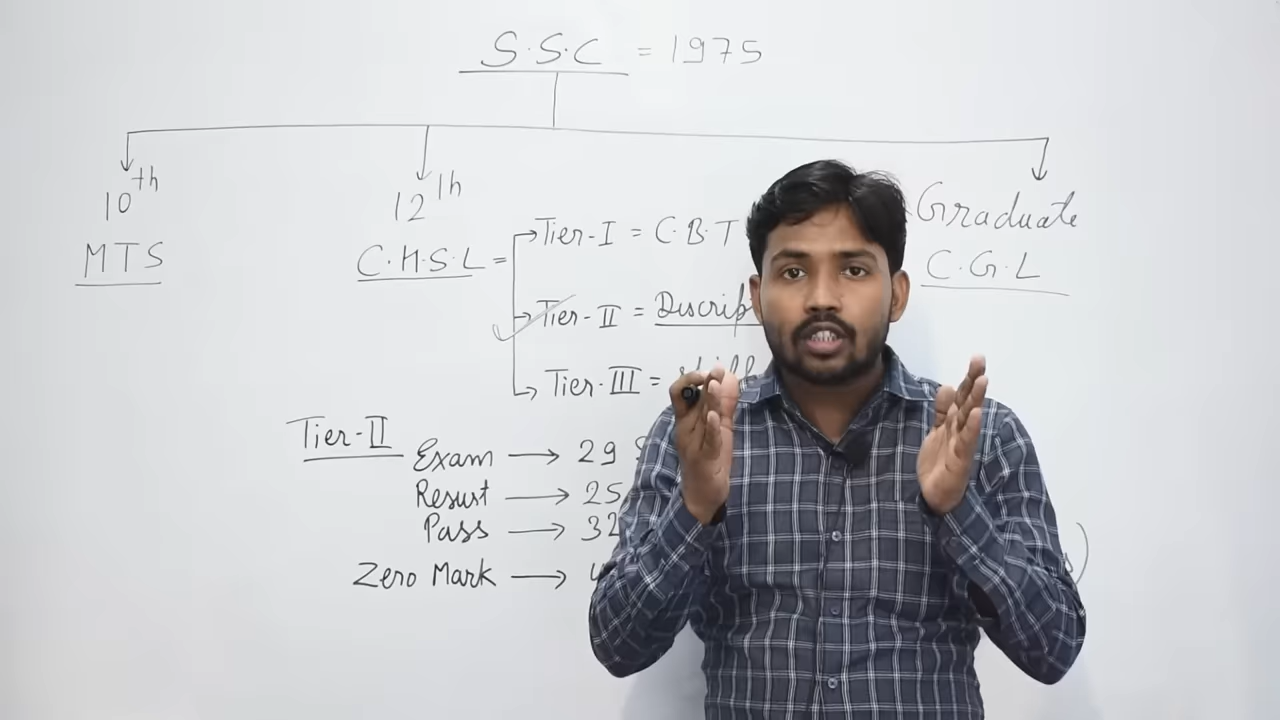 S.S.C = 1975
10th
12th
Graduate
MTS
C.H.S.L =
C.G.L
Tier-I = C.B.T
Tier-II = Discrip
Tier-III =
Tier-II
Exam → 29
Resust → 25
Pass → 32
Zero Mark →